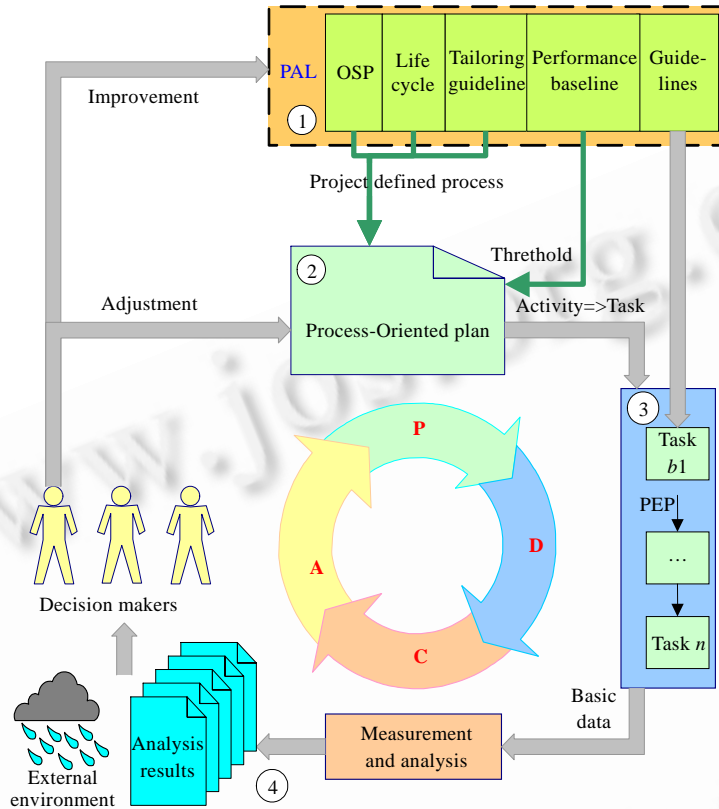 PAL
OSP
Life
cycle
Tailoring
guideline
Performance
baseline
Guide-
lines
1
Improvement
Project defined process
2
Threthold
Adjustment
Activity=>Task
Process-Oriented plan
3
Task
b1
PEP
…
Task n
P
D
A
C
Decision makers
Basic
data
Measurement
and analysis
Analysis
results
4
External
environment